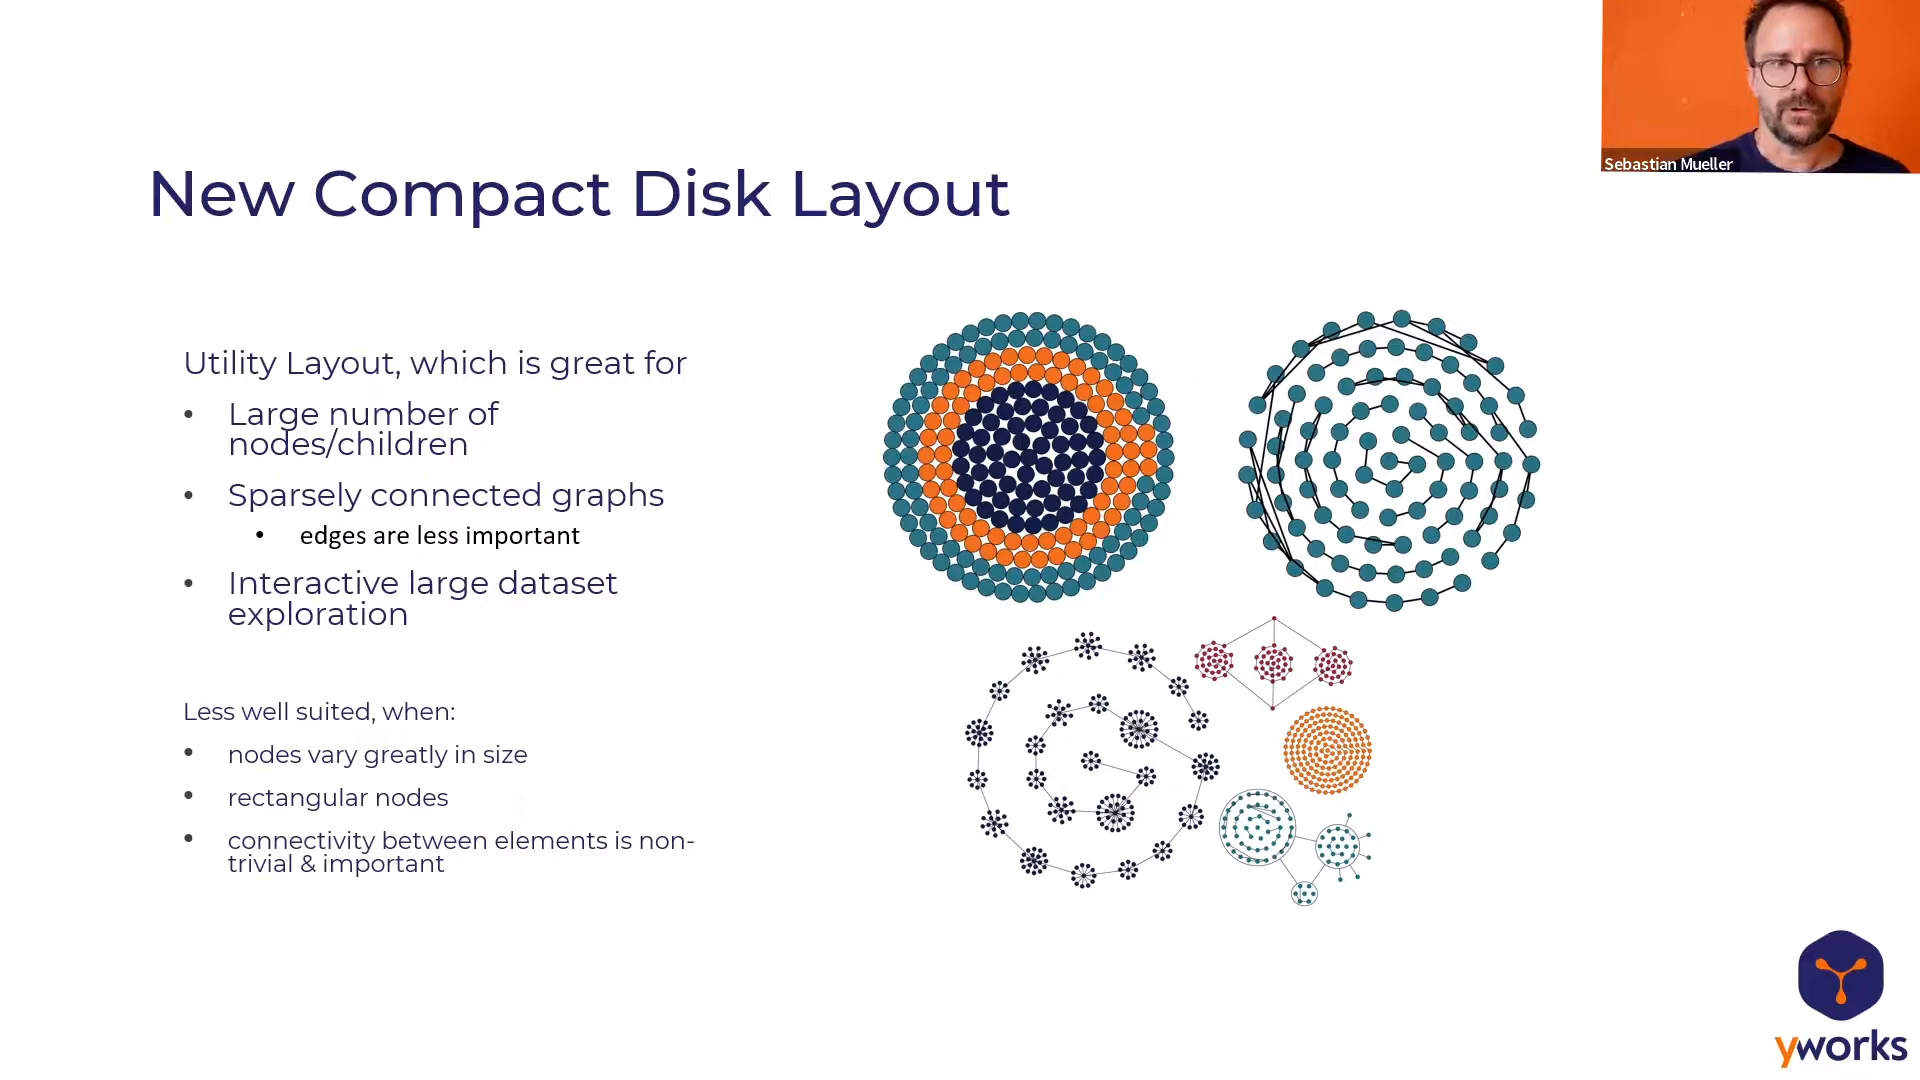 Sebastian Mueller
New Compact Disk Layout
Utility Layout, which is great for
• Large number of
nodes/children
• Sparsely connected graphs
• edges are less important
• Interactive large dataset
exploration
Less well suited, when:
• nodes vary greatly in size
• rectangular nodes
• connectivity between elements is non-
trivial & important
yworks